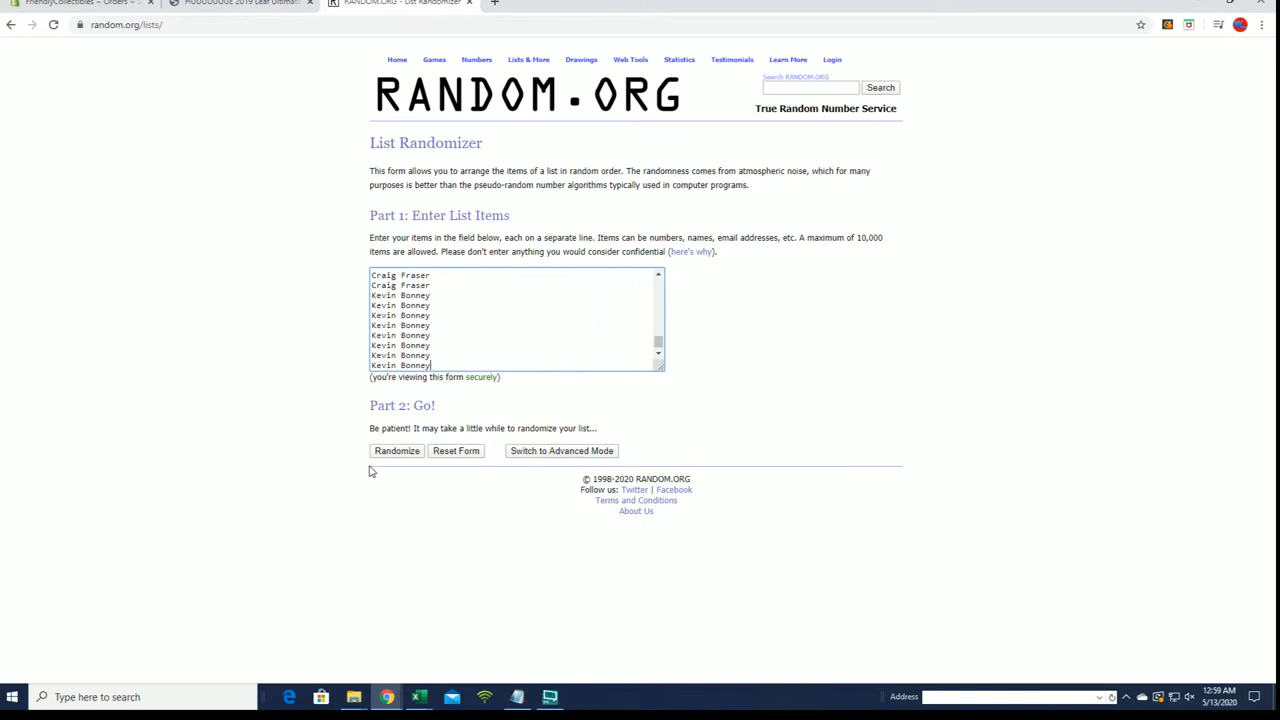 FriendlyCollectibles ~ Orders ~ S
HUUUUUUGE 2019 Leaf Ultimat
RANDOM.ORG - List Randomizer
random.org/lists/
Home Games Numbers Lists & More Drawings Web Tools Statistics Testimonials Learn More Login
RANDOM.ORG
Search RANDOM.ORG
Search
True Random Number Service
List Randomizer
This form allows you to arrange the items of a list in random order. The randomness comes from atmospheric noise, which for many
purposes is better than the pseudo-random number algorithms typically used in computer programs.
Part 1: Enter List Items
Enter your items in the field below, each on a separate line. Items can be numbers, names, email addresses, etc. A maximum of 10,000
items are allowed. Please don't enter anything you would consider confidential (here's why).
Craig Fraser
Craig Fraser
Kevin Bonney
Kevin Bonney
Kevin Bonney
Kevin Bonney
Kevin Bonney
Kevin Bonney
Kevin Bonney
Kevin Bonney
(you're viewing this form securely)
Part 2: Go!
Be patient! It may take a little while to randomize your list...
Randomize Reset Form Switch to Advanced Mode
© 1998-2020 RANDOM.ORG
Follow us: Twitter | Facebook
Terms and Conditions
About Us
Type here to search
Address
12:59 AM
5/13/2020